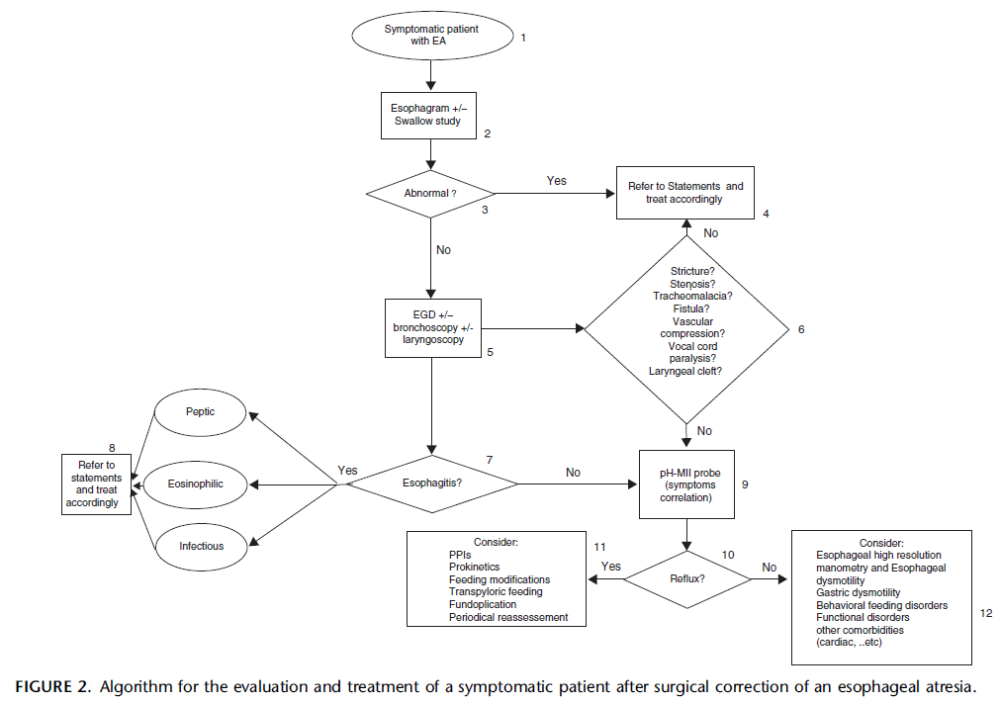 Symptomatic patient
with EA
1
Esophagram +/–
Swallow study
2
Abnormal ?
3
Yes
Refer to Statements and
treat accordingly
4
No
No
EGD +/–
bronchoscopy +/-
laryngoscopy
5
Stricture?
Stenosis?
Tracheomalacia?
Fistula?
Vascular
compression?
Vocal cord
paralysis?
Laryngeal cleft?
6
No
Peptic
8
Refer to
statements
and treat
accordingly
Eosinophilic
Infectious
Yes
Esophagitis?
7
No
pH-MII probe
(symptoms
correlation)
9
Consider:
PPIs
Prokinetics
Feeding modifications
Transpyloric feeding
Fundoplication
Periodical reassessement
11
Yes
Reflux?
10
No
Consider:
Esophageal high resolution
manometry and Esophageal
dysmotility
Gastric dysmotility
Behavioral feeding disorders
Functional disorders
other comorbidities
(cardiac, ..etc)
12
FIGURE 2. Algorithm for the evaluation and treatment of a symptomatic patient after surgical correction of an esophageal atresia.